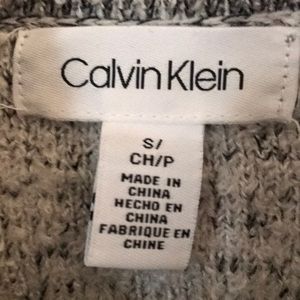 Calvin Klein
S/
CH/P
MADE IN
CHINA
HECHO EN
CHINA
FABRIQUE EN
CHINE